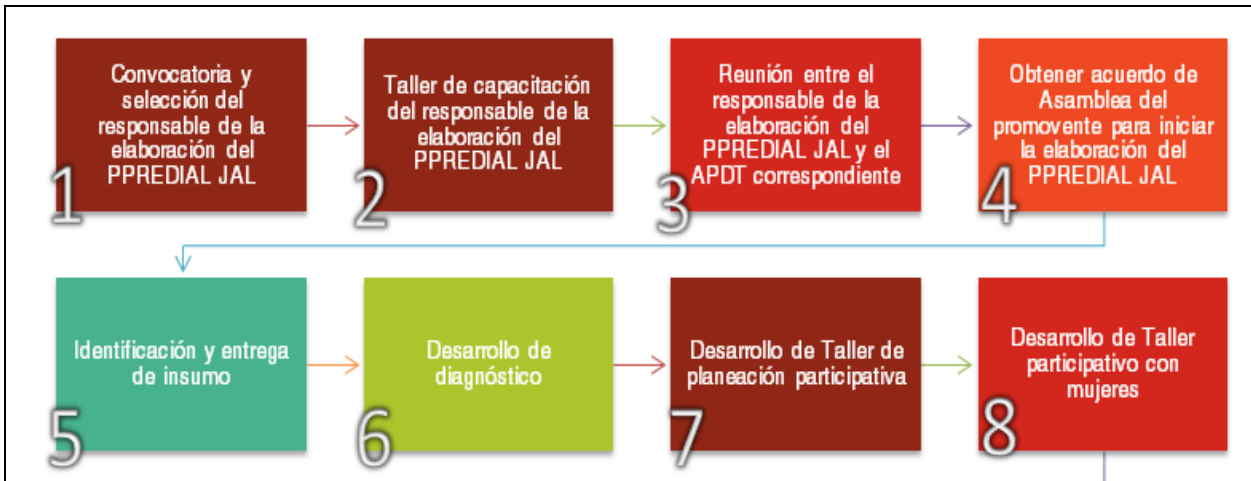 Convocatoria y
selección del
responsable de la
elaboración del
PPREDIAL JAL
1
Taller de capacitación
del responsable de la
elaboración del
PPREDIAL JAL
2
Reunión entre el
responsable de la
elaboración del
PPREDIAL JAL y el
APDT correspondiente
3
Obtener acuerdo de
Asamblea del
promovente para iniciar
la elaboración del
PPREDIAL JAL
4
Identificación y entrega
de insumo
5
Desarrollo de
diagnóstico
6
Desarrollo de Taller de
planeación participativa
7
Desarrollo de Taller
participativo con
mujeres
8